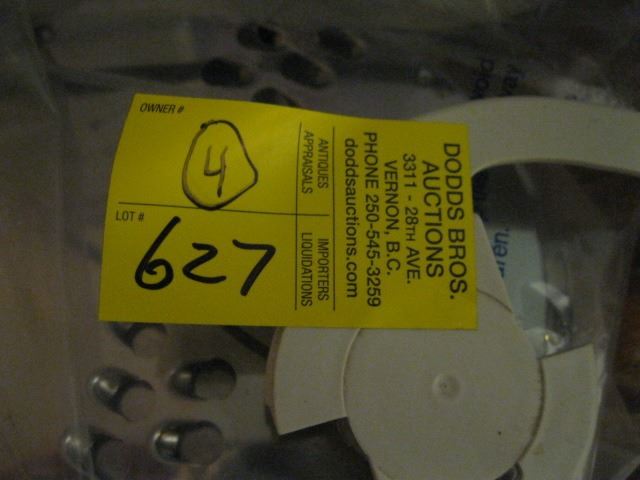 OWNER #
4
LOT #
627
ANTIQUES
APPRAISALS
IMPORTERS
LIQUIDATIONS
DODDS BROS.
AUCTIONS
3311 - 28TH AVE.
VERNON, B.C.
PHONE 250-545-3259
doddsauctions.com